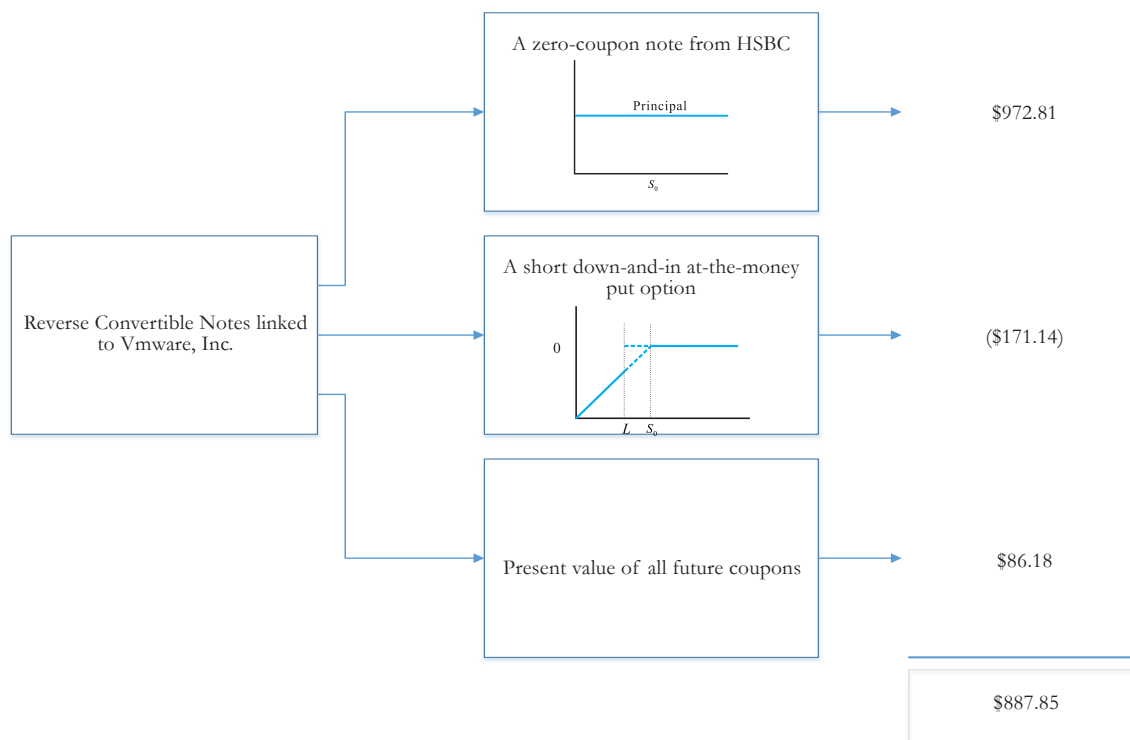 A zero-coupon note from HSBC
Principal
S₀
$972.81
Reverse Convertible Notes linked
to Vmware, Inc.
A short down-and-in at-the-money
put option
0
L S₀
($171.14)
Present value of all future coupons
$86.18
$887.85